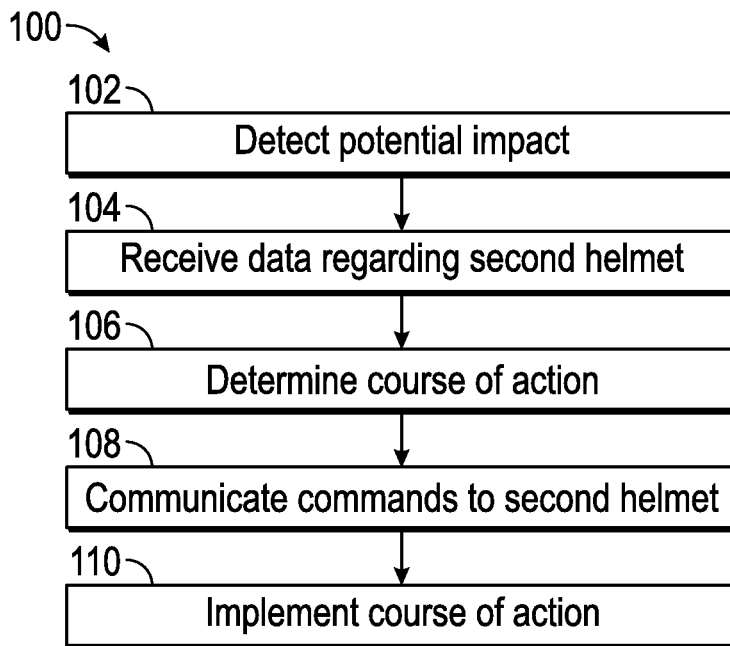 100
102
Detect potential impact
104
Receive data regarding second helmet
106
Determine course of action
108
Communicate commands to second helmet
110
Implement course of action